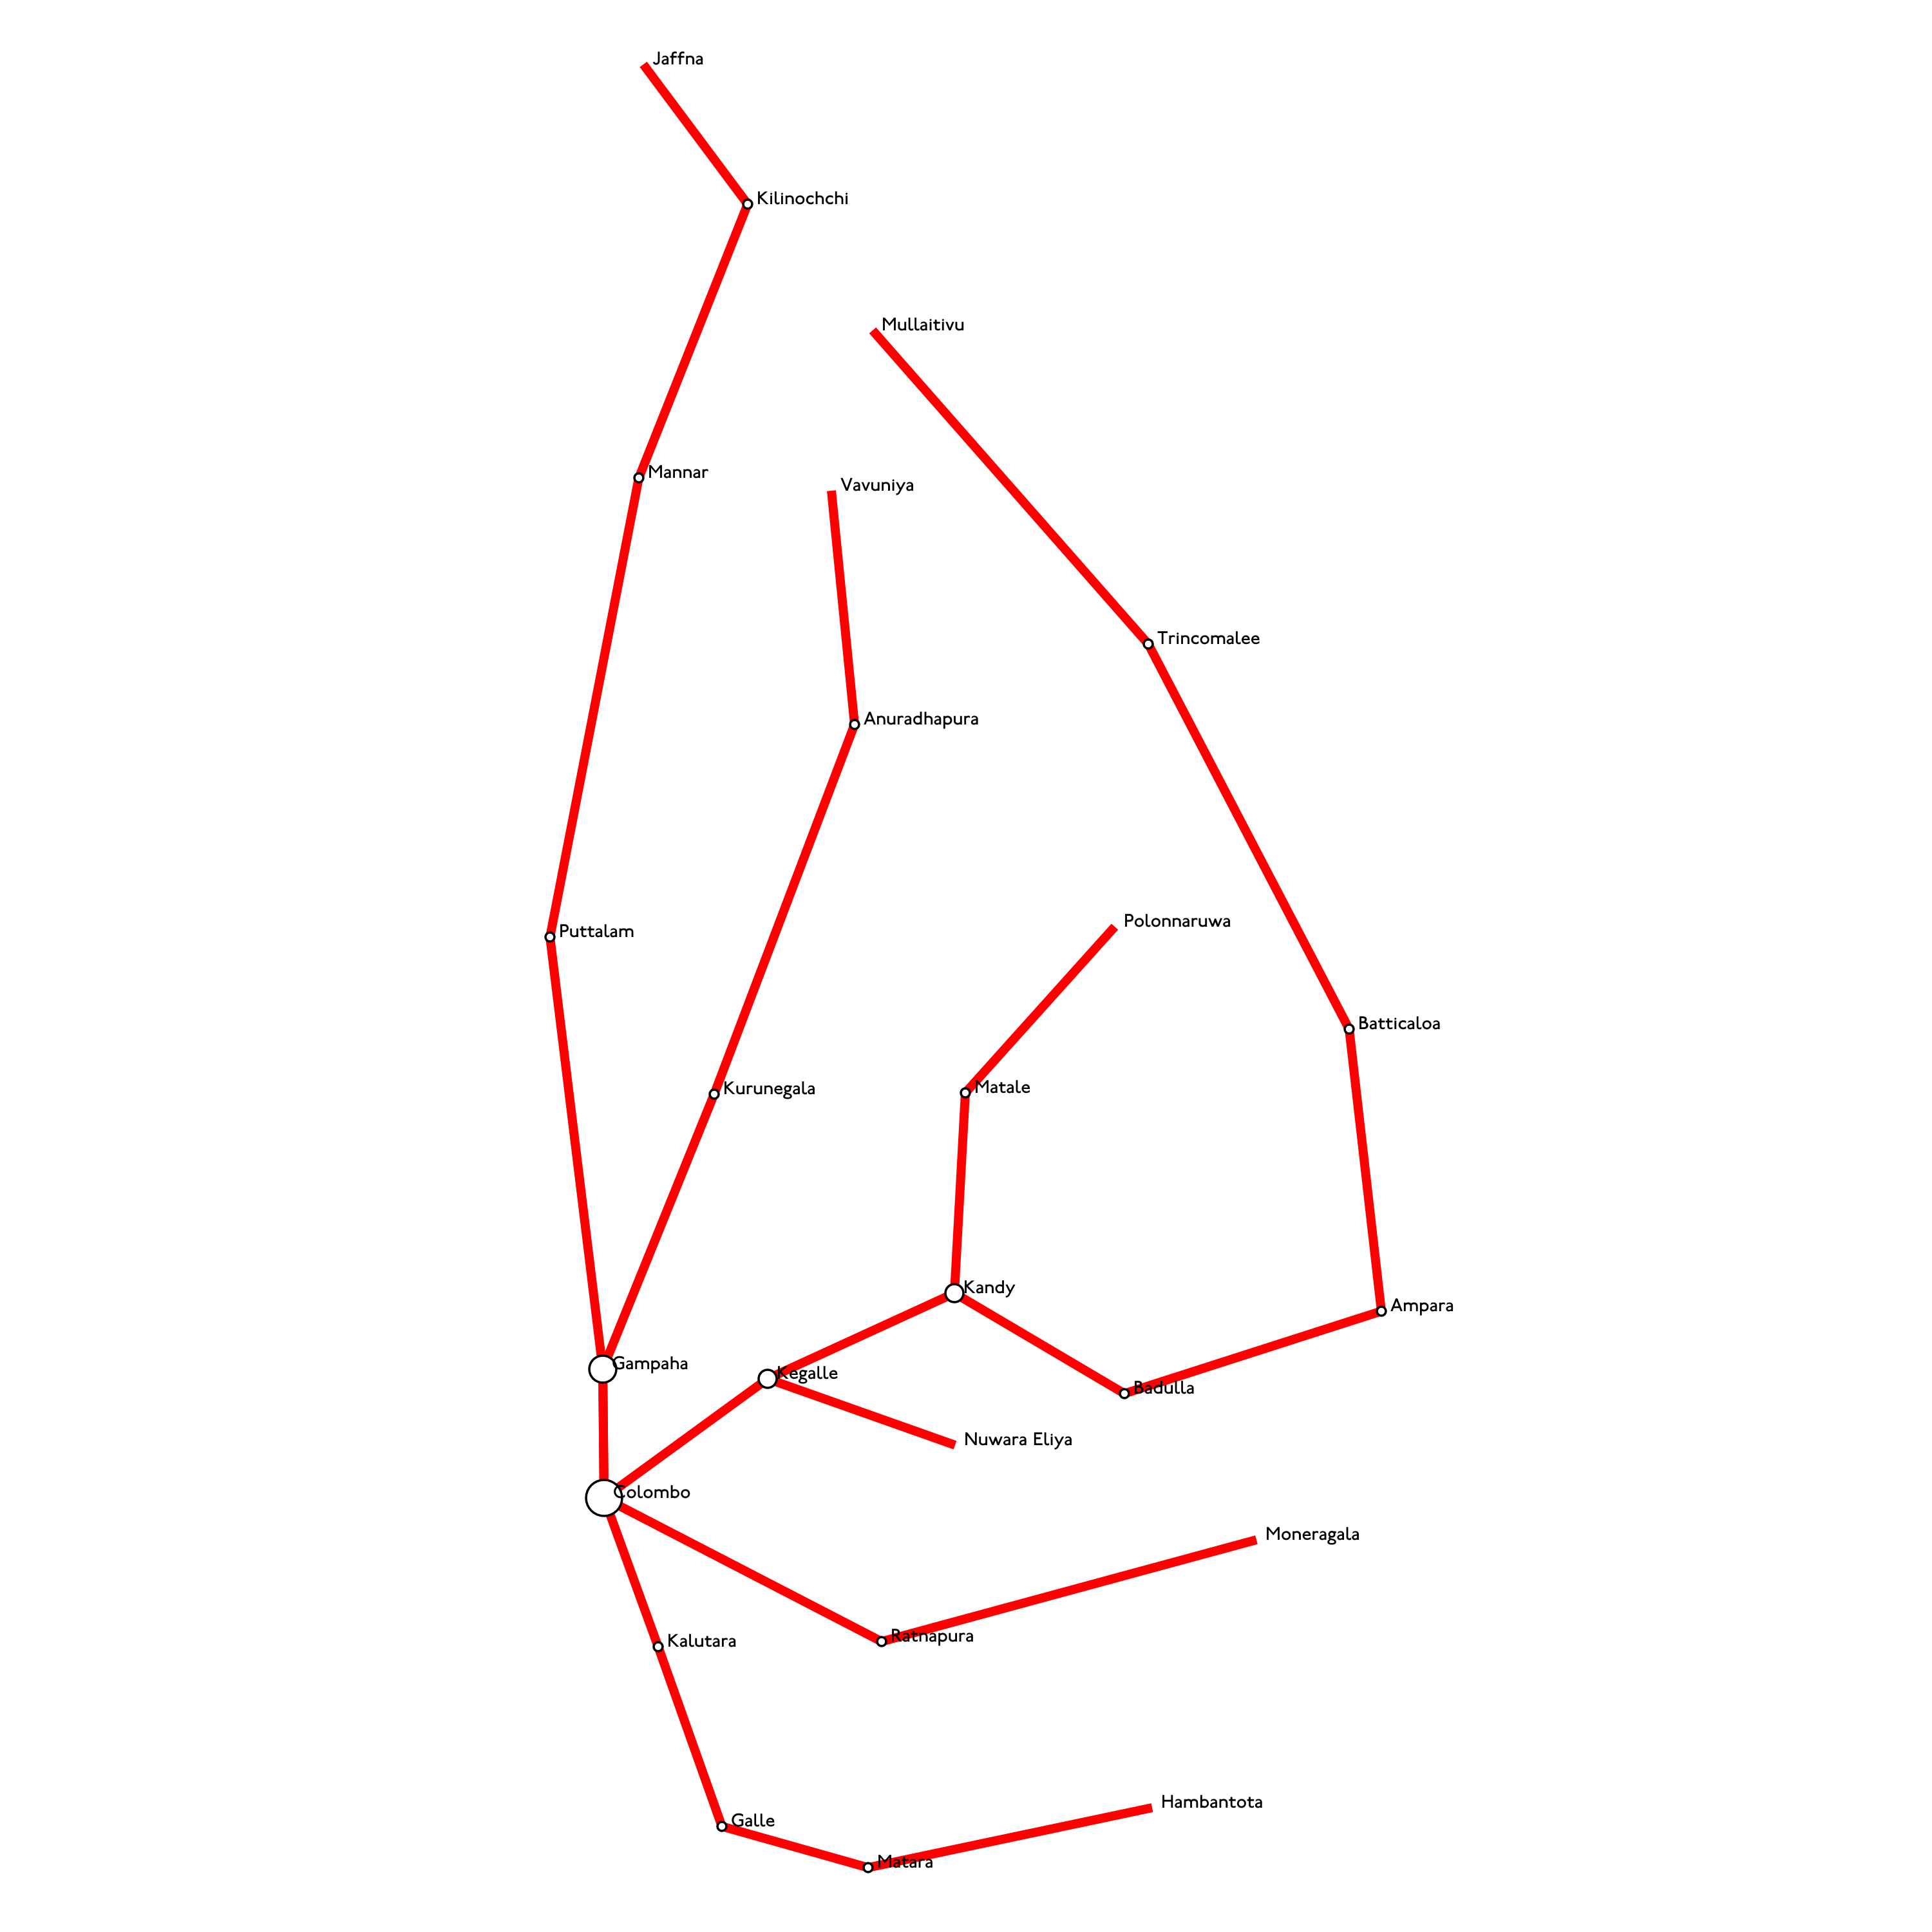 Jaffna
Kilinochchi
Mullaitivu
Mannar
Vavuniya
Trincomalee
Anuradhapura
Polonnaruwa
Puttalam
Batticaloa
Matale
Kurunegala
Kandy
Ampara
Gampaha
Kegalle
Badulla
Nuwara Eliya
Colombo
Moneragala
Ratnapura
Kalutara
Hambantota
Galle
Matara